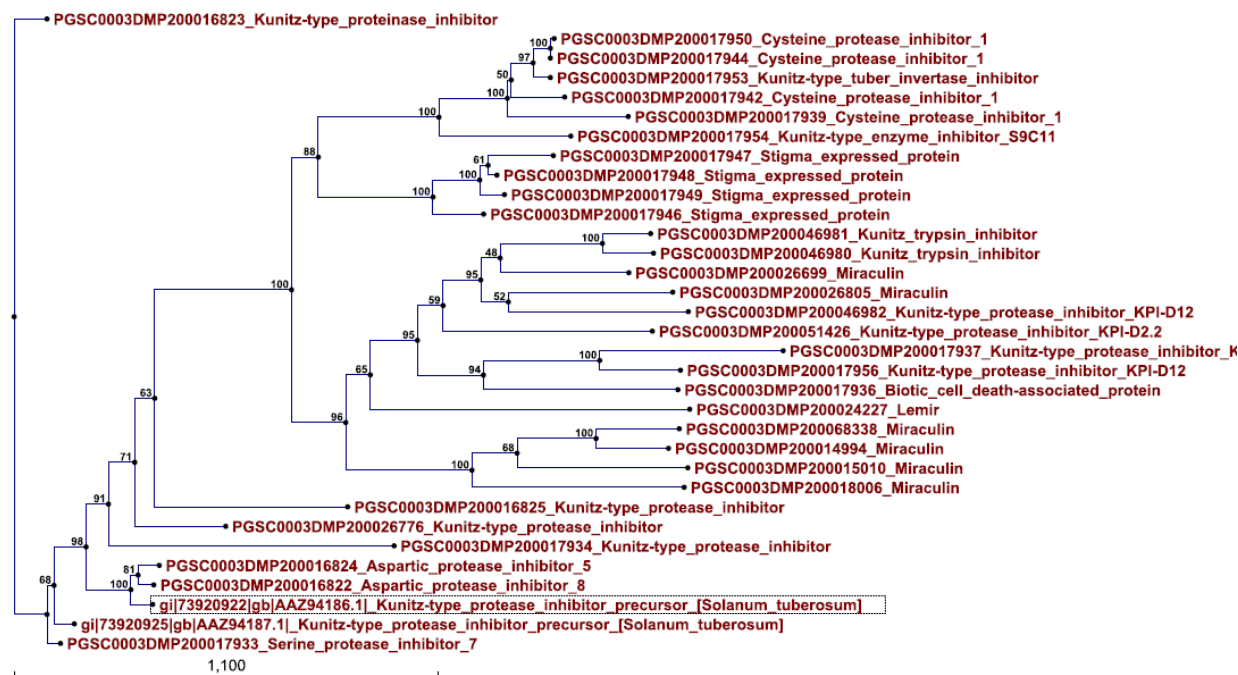 PGSC0003DMP200016823_Kunitz-type_proteinase_inhibitor
100 PGSC0003DMP200017950_Cysteine_protease_inhibitor_1
97 PGSC0003DMP200017944_Cysteine_protease_inhibitor_1
50 PGSC0003DMP200017953_Kunitz-type_tuber_invertase_inhibitor
100 PGSC0003DMP200017942_Cysteine_protease_inhibitor_1
100 PGSC0003DMP200017939_Cysteine_protease_inhibitor_1
PGSC0003DMP200017954_Kunitz-type_enzyme_inhibitor_S9C11
88 61 PGSC0003DMP200017947_Stigma_expressed_protein
100 PGSC0003DMP200017948_Stigma_expressed_protein
100 PGSC0003DMP200017949_Stigma_expressed_protein
PGSC0003DMP200017946_Stigma_expressed_protein
100 PGSC0003DMP200046981_Kunitz_trypsin_inhibitor
48 PGSC0003DMP200046980_Kunitz_trypsin_inhibitor
100 95 PGSC0003DMP200026699_Miraculin
59 52 PGSC0003DMP200026805_Miraculin
PGSC0003DMP200046982_Kunitz-type_protease_inhibitor_KPI-D12
95 PGSC0003DMP200051426_Kunitz-type_protease_inhibitor_KPI-D2.2
100 PGSC0003DMP200017937_Kunitz-type_protease_inhibitor_K
65 94 PGSC0003DMP200017956_Kunitz-type_protease_inhibitor_KPI-D12
63 PGSC0003DMP200017936_Biotic_cell_death-associated_protein
96 PGSC0003DMP200024227_Lemir
100 PGSC0003DMP200068338_Miraculin
68 PGSC0003DMP200014994_Miraculin
71 100 PGSC0003DMP200015010_Miraculin
PGSC0003DMP200018006_Miraculin
91 PGSC0003DMP200016825_Kunitz-type_protease_inhibitor
PGSC0003DMP200026776_Kunitz-type_protease_inhibitor
98 PGSC0003DMP200017934_Kunitz-type_protease_inhibitor
81 PGSC0003DMP200016824_Aspartic_protease_inhibitor_5
68 100 PGSC0003DMP200016822_Aspartic_protease_inhibitor_8
gi|73920922|gb|AAZ94186.1|_Kunitz-type_protease_inhibitor_precursor_[Solanum_tuberosum]
gi|73920925|gb|AAZ94187.1|_Kunitz-type_protease_inhibitor_precursor_[Solanum_tuberosum]
PGSC0003DMP200017933_Serine_protease_inhibitor_7
1,100